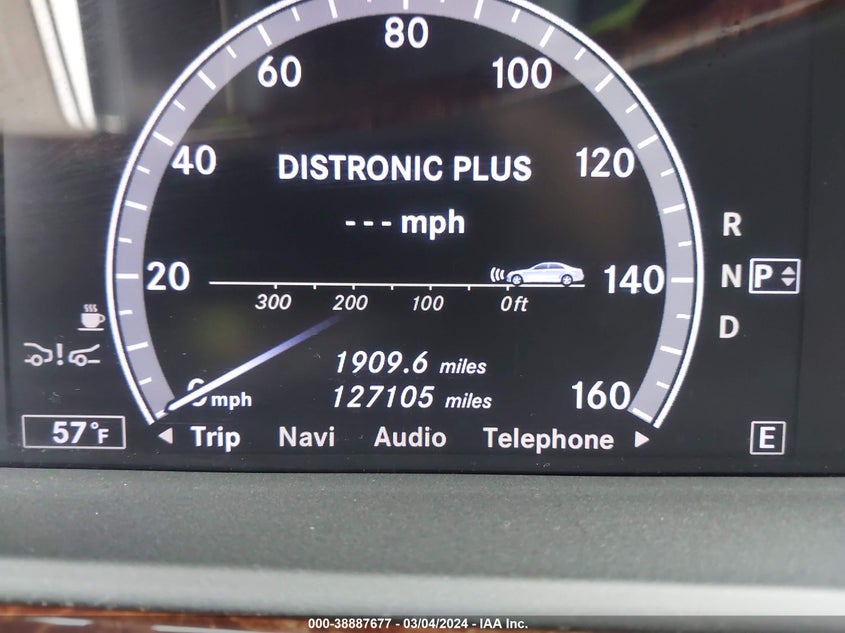 80
60 100
40 120
DISTRONIC PLUS
--- mph
R
20 140 N P
300 200 100 0ft
D
1909.6 miles
127105 miles
0 mph 160
57°F
Trip Navi Audio Telephone
E
000-38887677 - 03/04/2024 - IAA Inc.